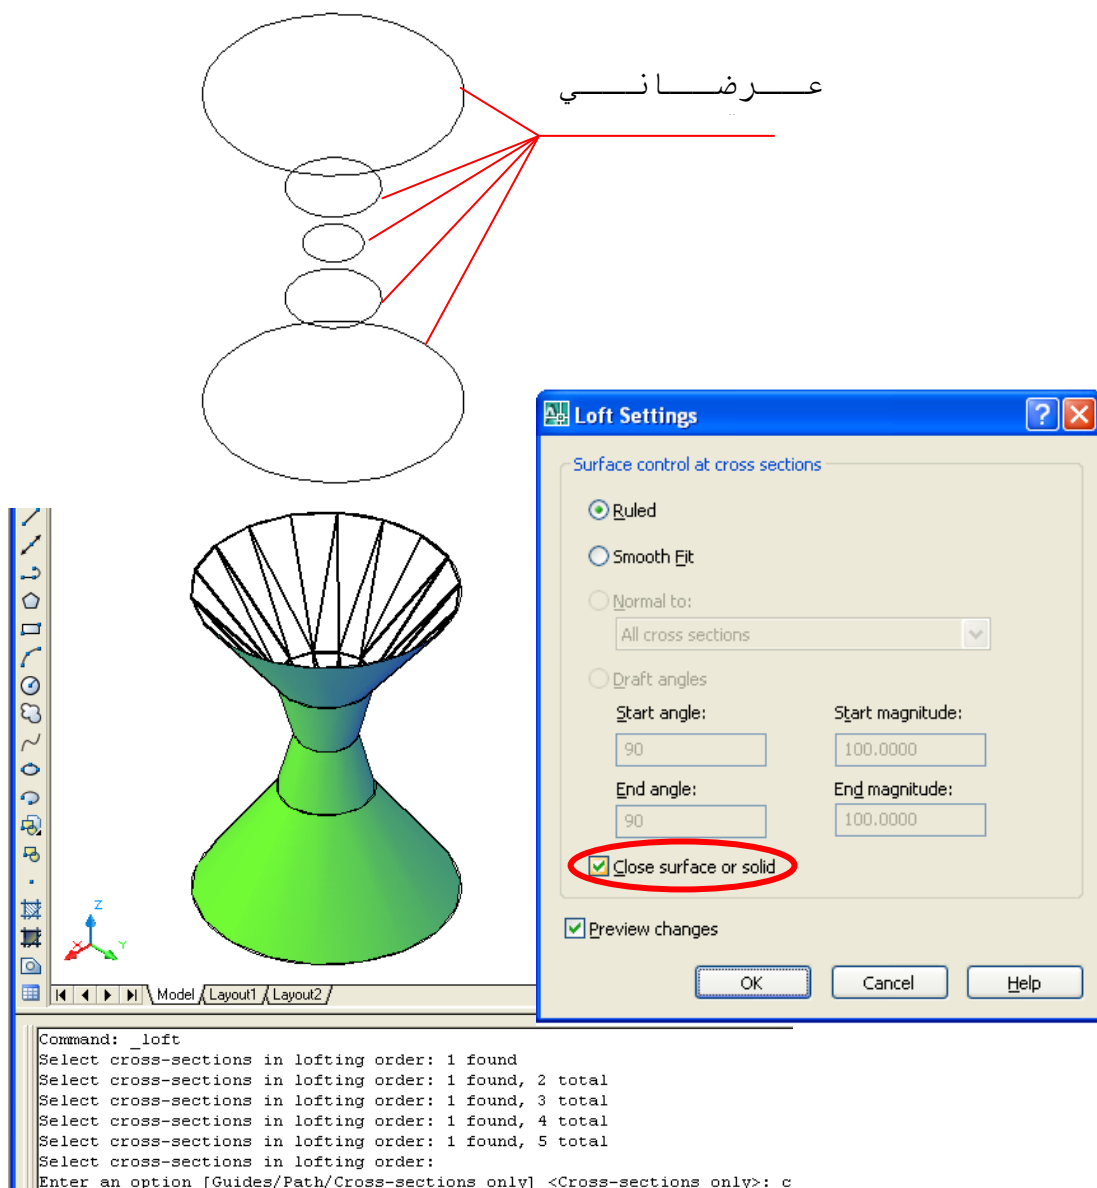 عرضاني
Loft Settings
Surface control at cross sections
Ruled
Smooth Fit
Normal to:
All cross sections
Draft angles
Start angle: Start magnitude:
90 100.0000
End angle: End magnitude:
90 100.0000
Close surface or solid
Preview changes
OK Cancel Help
Z
X Y
Model Layout1 Layout2
Command: _loft
Select cross-sections in lofting order: 1 found
Select cross-sections in lofting order: 1 found, 2 total
Select cross-sections in lofting order: 1 found, 3 total
Select cross-sections in lofting order: 1 found, 4 total
Select cross-sections in lofting order: 1 found, 5 total
Select cross-sections in lofting order:
Enter an option [Guides/Path/Cross-sections only] <Cross-sections only>: c